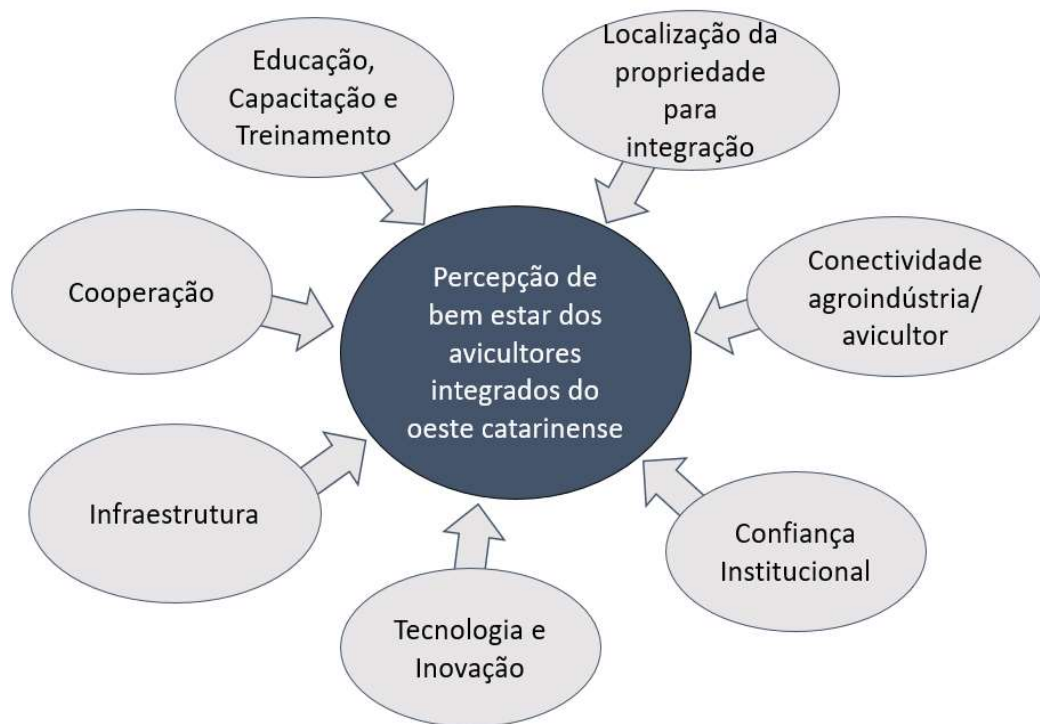 Educação,
Capacitação e
Treinamento
Localização da
propriedade
para
integração
Cooperação
Percepção de
bem estar dos
avicultores
integrados do
oeste catarinense
Conectividade
agroindústria/
avicultor
Infraestrutura
Confiança
Institucional
Tecnologia e
Inovação